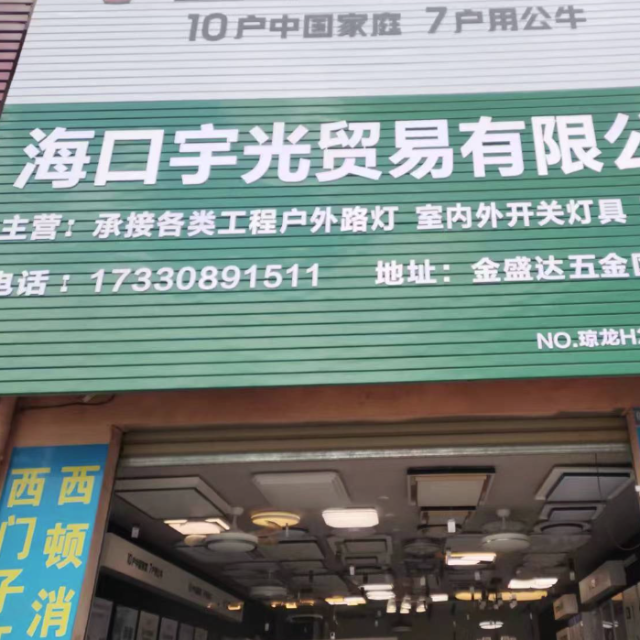 10户中国家庭 7户用公牛
海口宇光贸易有限公
主营：承接各类工程户外路灯 室内外开关灯具
电话：17330891511 地址：金盛达五金
NO.琼龙H
西门子
西顿消